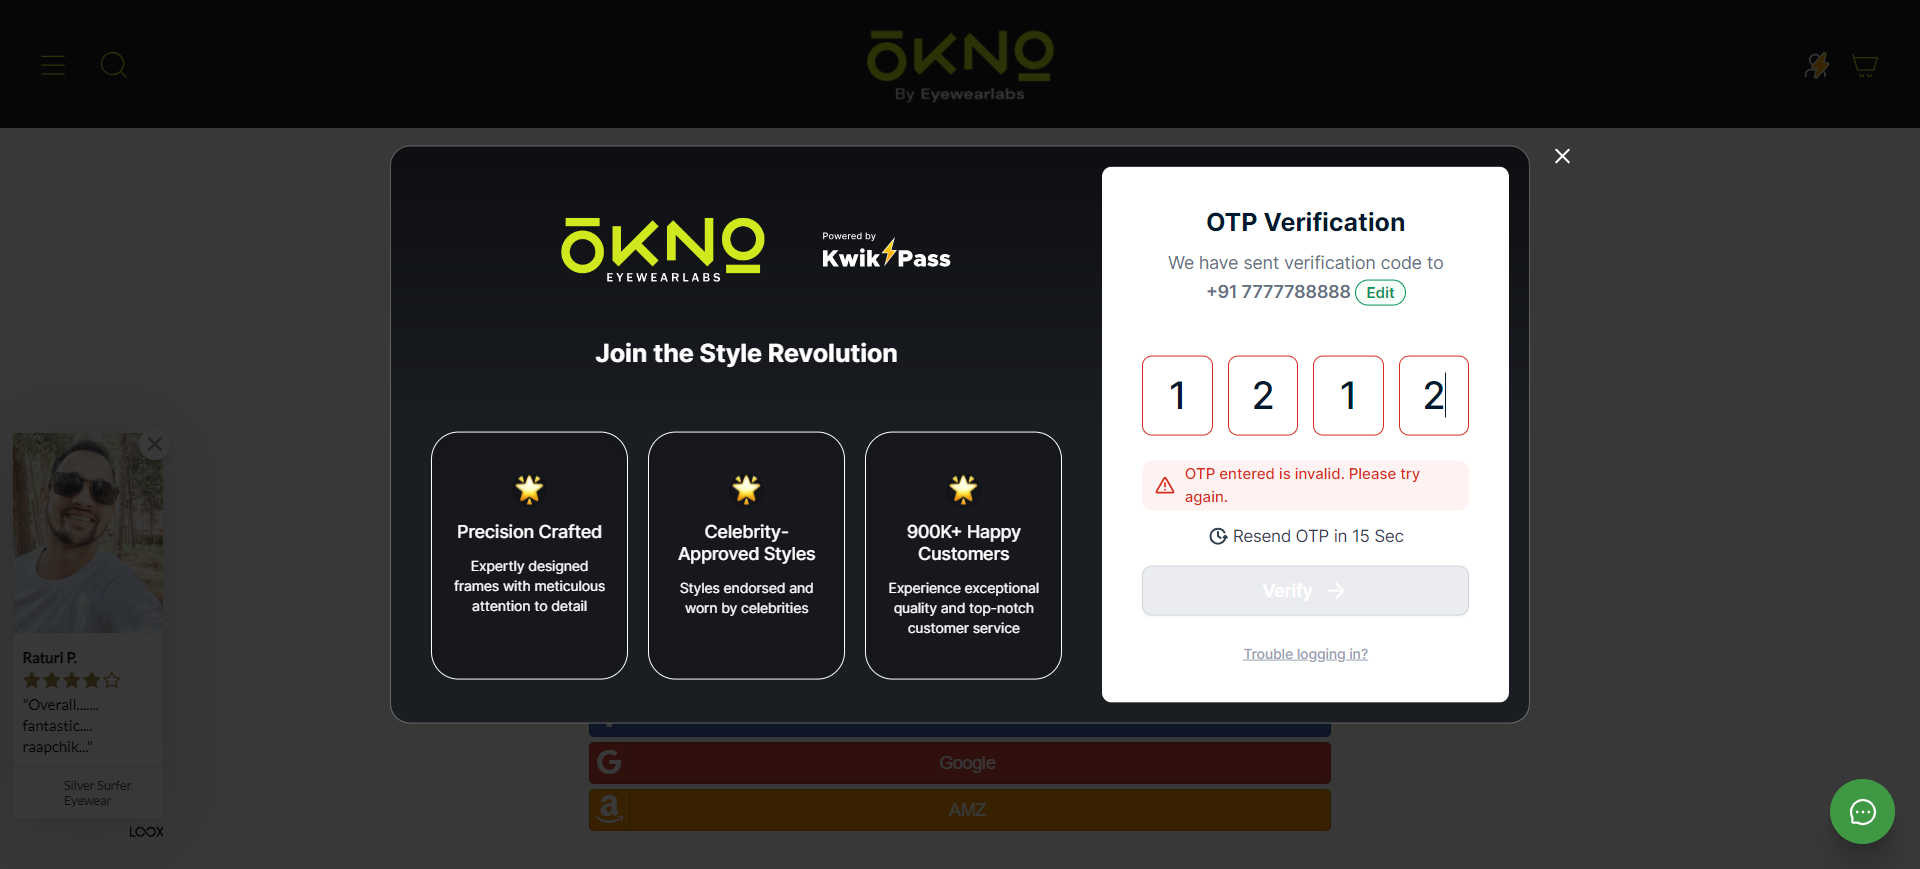 ŌKNO
By Eyewearlabs
ŌKNO
EYEWEARLABS
Powered by
Kwik Pass
Join the Style Revolution
Precision Crafted
Expertly designed
frames with meticulous
attention to detail
Celebrity-
Approved Styles
Styles endorsed and
worn by celebrities
900K+ Happy
Customers
Experience exceptional
quality and top-notch
customer service
OTP Verification
We have sent verification code to
+91 7777788888 Edit
1 2 1 2
OTP entered is invalid. Please try
again.
Resend OTP in 15 Sec
Verify
Trouble logging in?
Raturi P.
"Overall.......
fantastic....
raapchik..."
Silver Surfer
Eyewear
LOOX
Google
AMZ